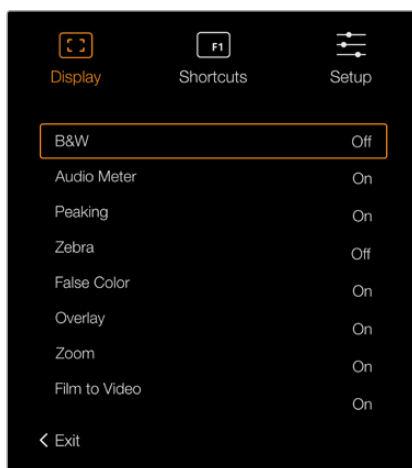 F1
Display Shortcuts Setup
B&W Off
Audio Meter On
Peaking On
Zebra Off
False Color On
Overlay On
Zoom On
Film to Video On
Exit